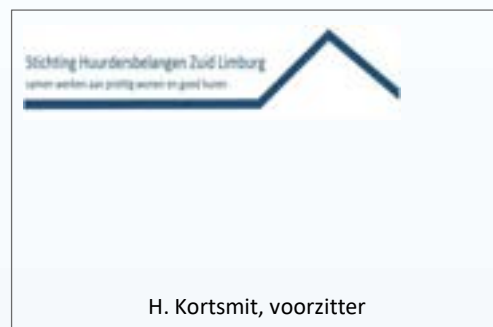 Stichting Huurdersbelangen Zuid Limburg
samen werken aan prettig wonen en goed huren
H. Kortsmit, voorzitter